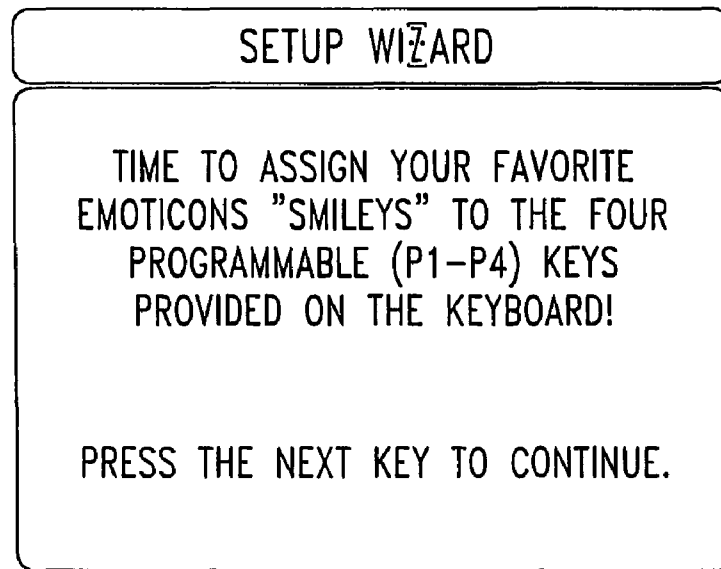 SETUP WIZARD
TIME TO ASSIGN YOUR FAVORITE
EMOTICONS "SMILEYS" TO THE FOUR
PROGRAMMABLE (P1-P4) KEYS
PROVIDED ON THE KEYBOARD!
PRESS THE NEXT KEY TO CONTINUE.